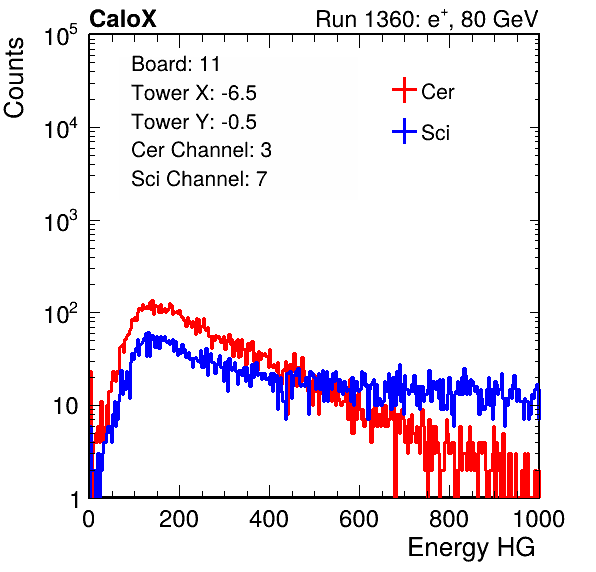 CaloX Run 1360: e⁺, 80 GeV
Counts
Board: 11
Tower X: -6.5
Tower Y: -0.5
Cer Channel: 3
Sci Channel: 7
Cer
Sci
10⁵
10⁴
10³
10²
10
1
0 200 400 600 800 1000
Energy HG